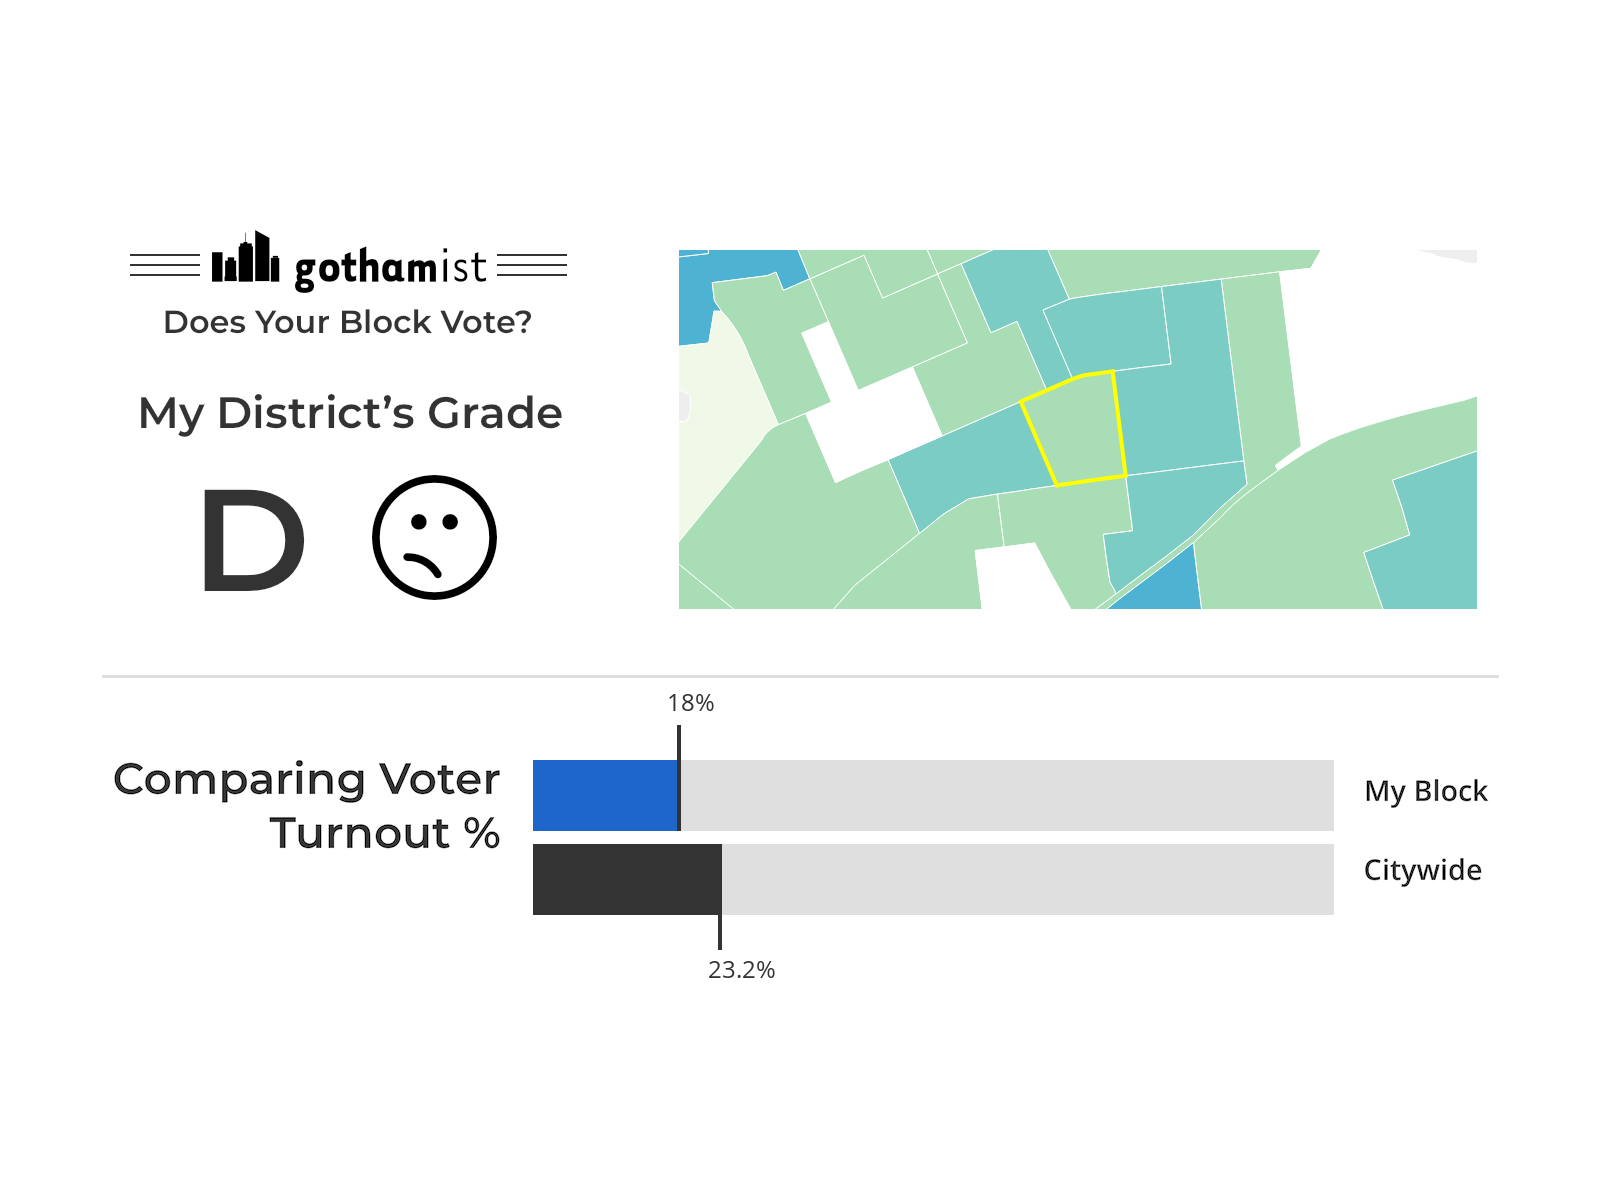 gothamist
Does Your Block Vote?
My District’s Grade
D
18%
Comparing Voter
Turnout %
My Block
Citywide
23.2%